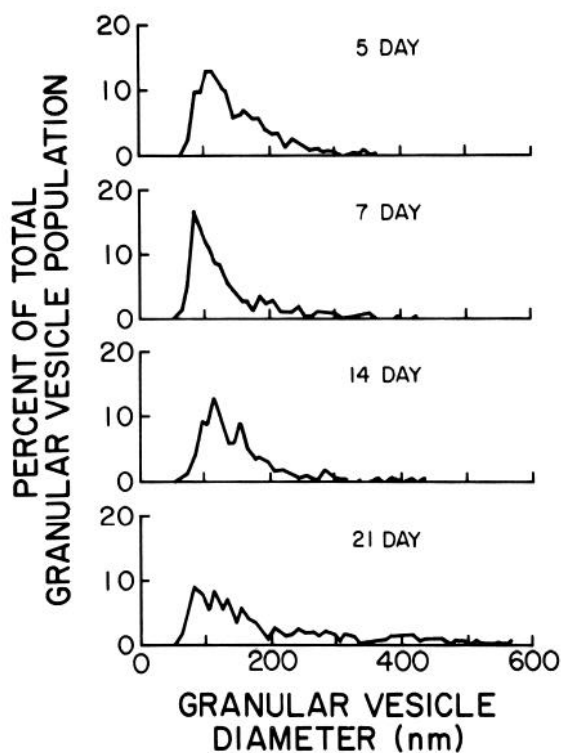 PERCENT OF TOTAL
GRANULAR VESICLE POPULATION
20
10
0
5 DAY
20
10
0
7 DAY
20
10
0
14 DAY
20
10
0
21 DAY
0 200 400 600
GRANULAR VESICLE
DIAMETER (nm)